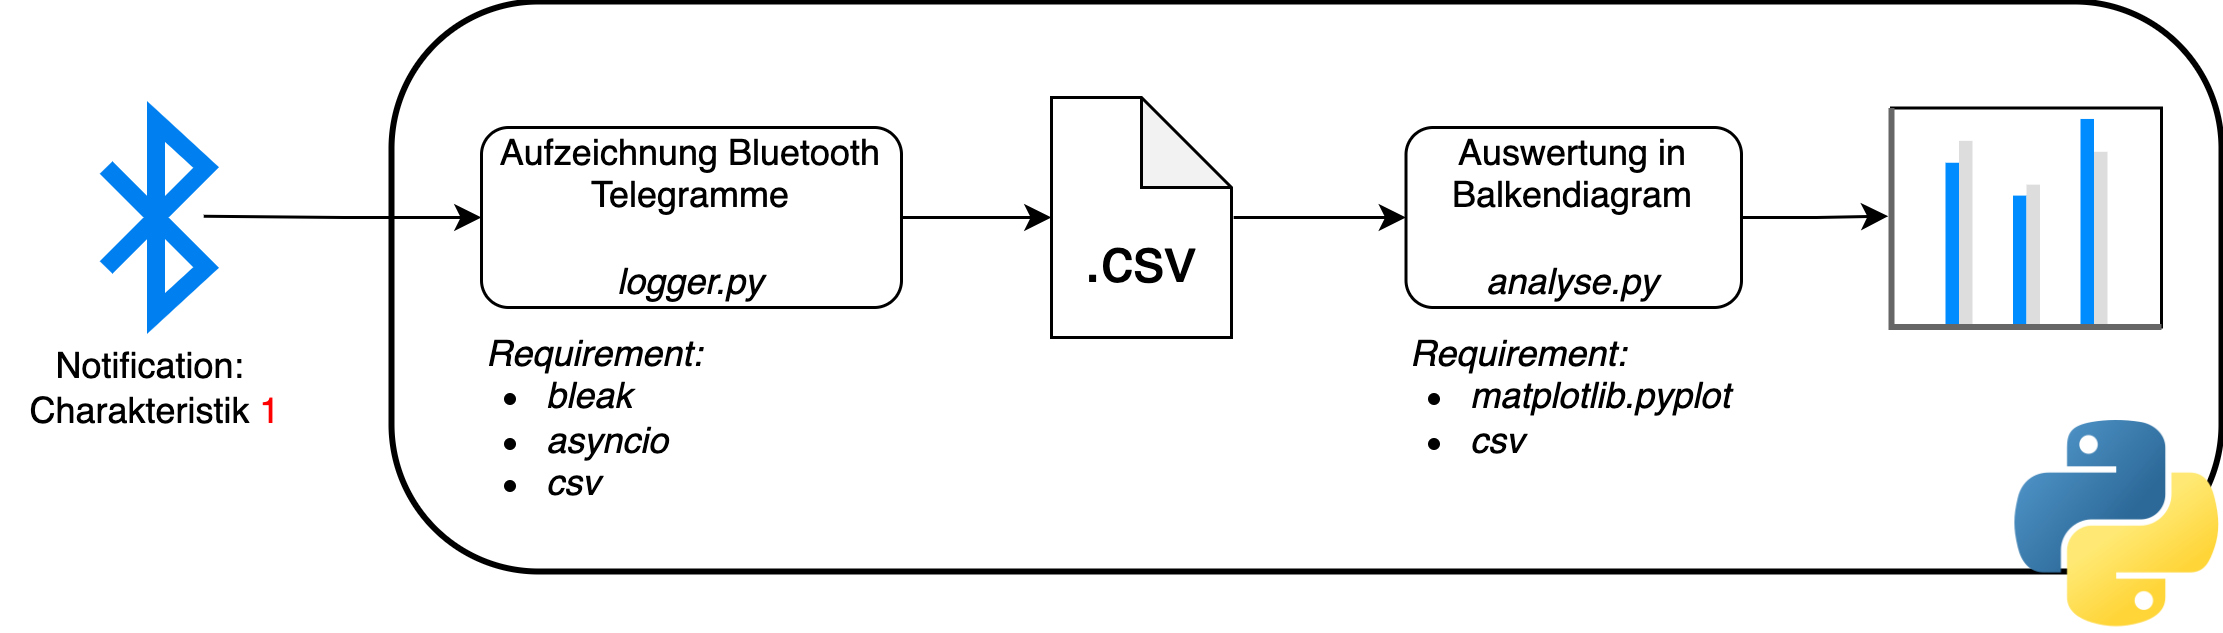 Notification:
Charakteristik 1
Aufzeichnung Bluetooth
Telegramme
logger.py
Requirement:
• bleak
• asyncio
• csv
.CSV
Auswertung in
Balkendiagram
analyse.py
Requirement:
• matplotlib.pyplot
• csv